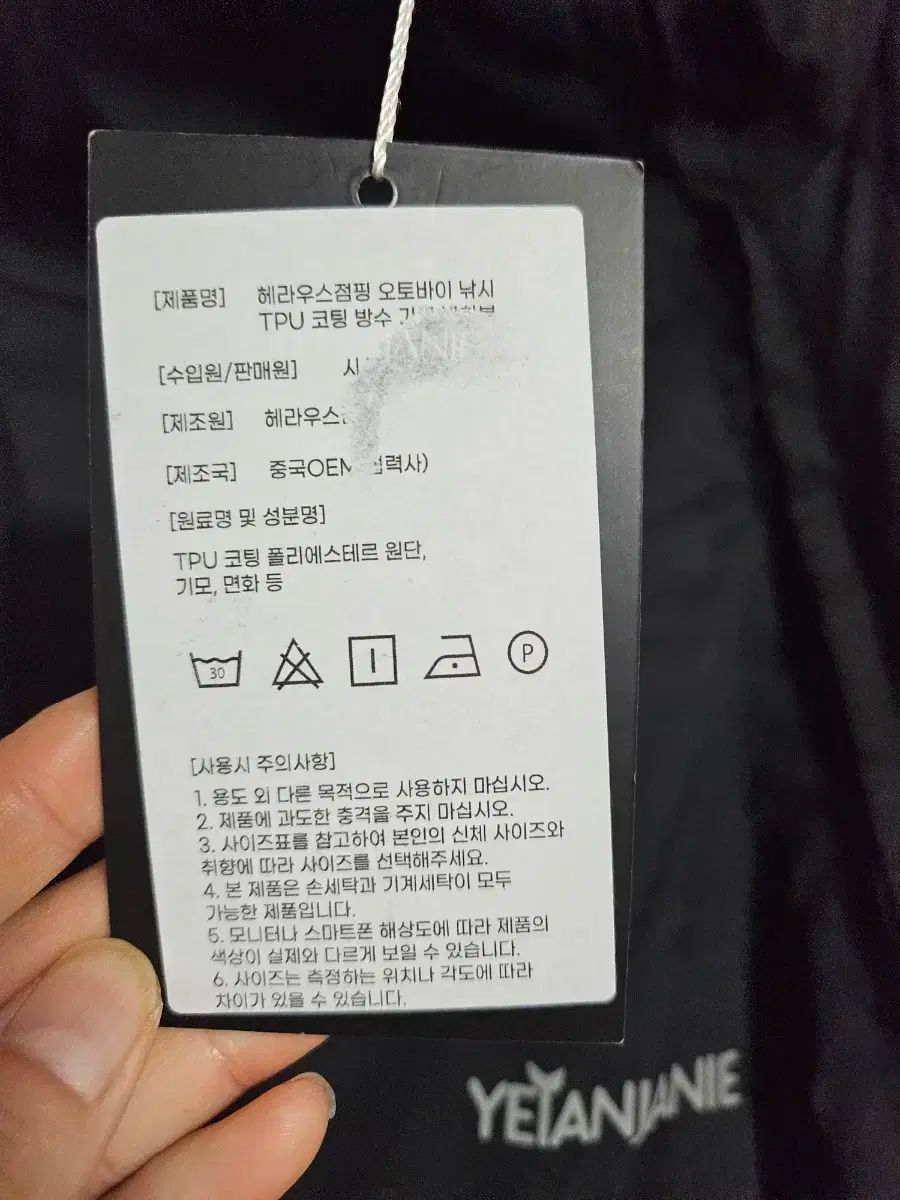 [제품명] 헤라우스점핑 오토바이 낚시
TPU 코팅 방수
[수입원/판매원]
[제조원] 헤라우스
[제조국] 중국OEM 협력사)
[원료명 및 성분명]
TPU 코팅 폴리에스테르 원단,
기모, 면화 등
30
P
[사용시 주의사항]
1. 용도 외 다른 목적으로 사용하지 마십시오.
2. 제품에 과도한 충격을 주지 마십시오.
3. 사이즈표를 참고하여 본인의 신체 사이즈와
취향에 따라 사이즈를 선택해주세요.
4. 본 제품은 손세탁과 기계세탁이 모두
가능한 제품입니다.
5. 모니터나 스마트폰 해상도에 따라 제품의
색상이 실제와 다르게 보일 수 있습니다.
6. 사이즈는 측정하는 위치나 각도에 따라
차이가 있을 수 있습니다.
YETANJANIE